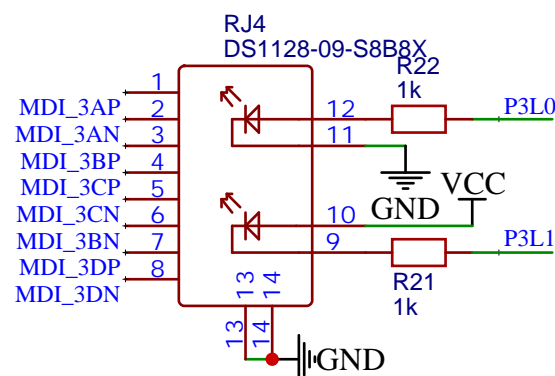 RJ4
DS1128-09-S8B8X
R22
1k
P3L0
1
MDI_3AP
2
MDI_3AN
3
MDI_3BP
4
MDI_3CP
5
MDI_3CN
6
MDI_3BN
7
MDI_3DP
8
MDI_3DN
12
11
GND
VCC
10
9
P3L1
R21
1k
13
14
13
14
GND